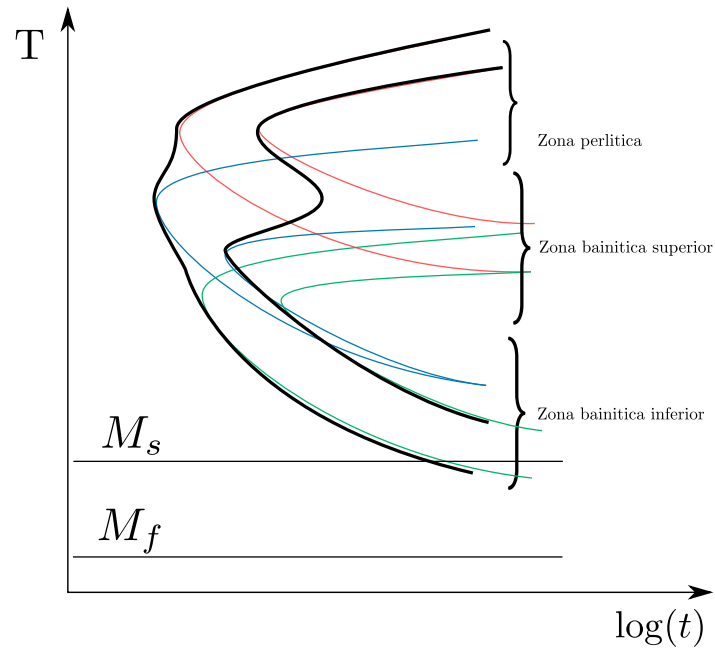 T
Zona perlitica
Zona bainitica superior
Zona bainitica inferior
M_s
M_f
log(t)